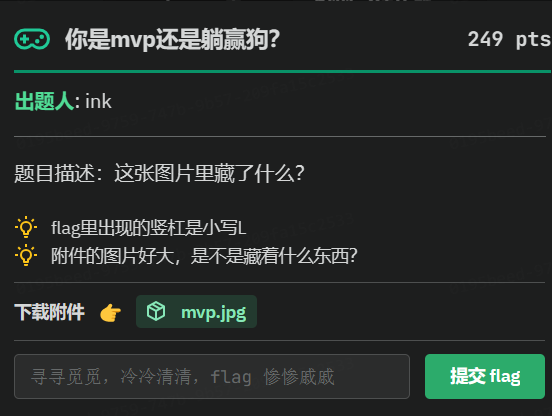 你是mvp还是躺赢狗？
249 pts
出题人: ink
题目描述：这张图片里藏了什么？
flag里出现的竖杠是小写L
附件的图片好大，是不是藏着什么东西？
下载附件 👉 mvp.jpg
寻寻觅觅，冷冷清清，flag 惨惨戚戚
提交 flag